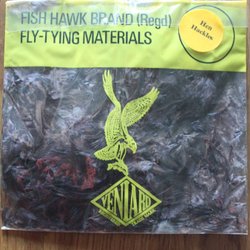 FISH HAWK BRAND (Regd)
FLY-TYING MATERIALS
Hen
Hackles
VENIARD